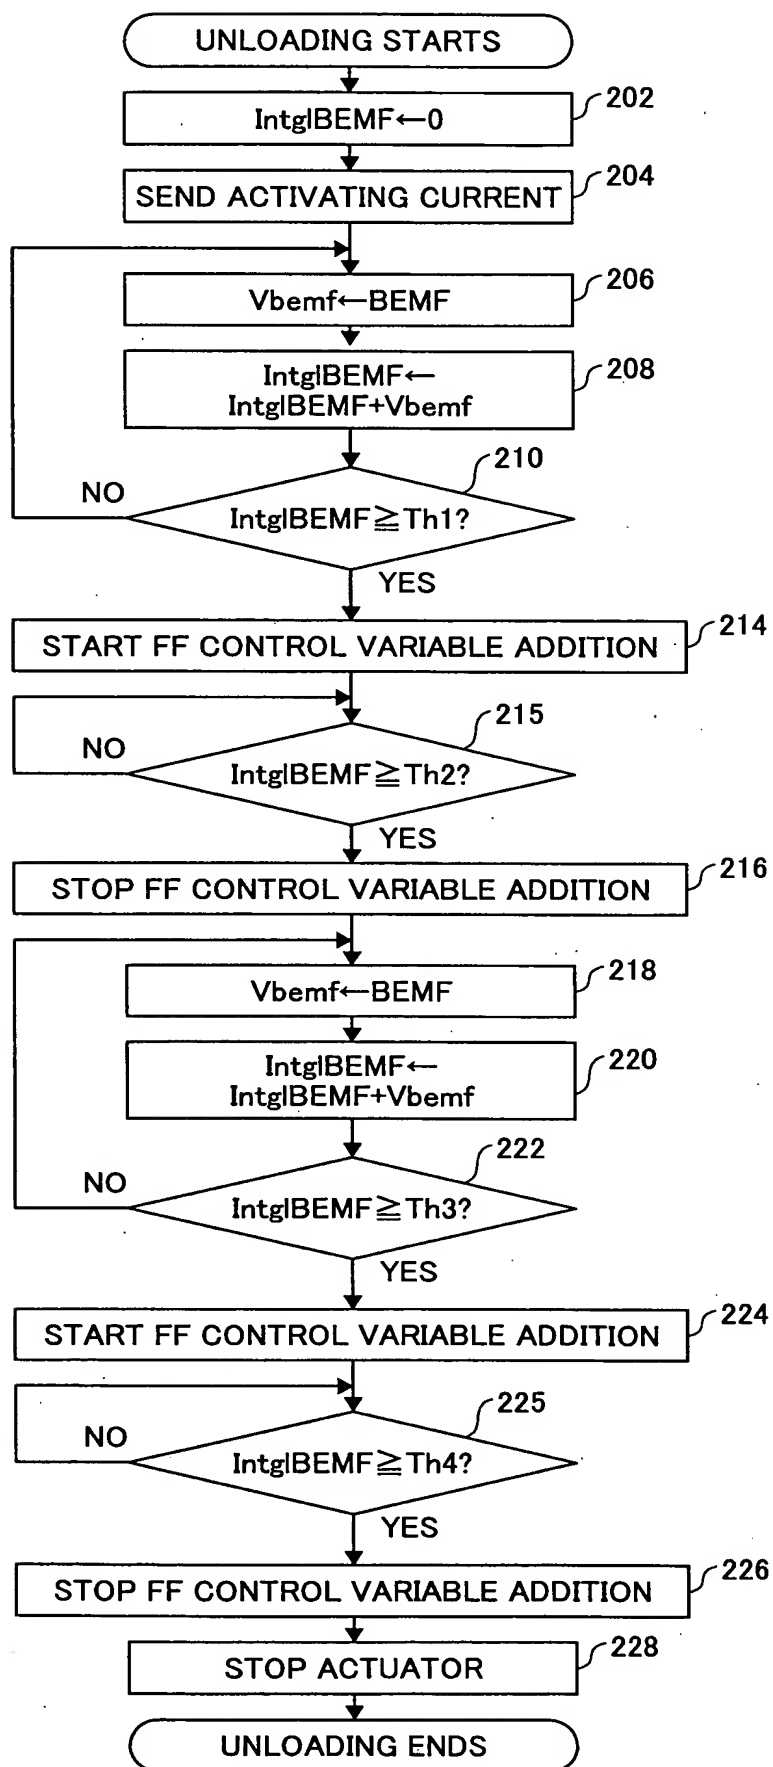 UNLOADING STARTS
202
IntglBEMF←0
204
SEND ACTIVATING CURRENT
206
Vbemf←BEMF
208
IntglBEMF←
IntglBEMF+Vbemf
210
NO
IntglBEMF≧Th1?
YES
214
START FF CONTROL VARIABLE ADDITION
215
NO
IntglBEMF≧Th2?
YES
216
STOP FF CONTROL VARIABLE ADDITION
218
Vbemf←BEMF
220
IntglBEMF←
IntglBEMF+Vbemf
222
NO
IntglBEMF≧Th3?
YES
224
START FF CONTROL VARIABLE ADDITION
225
NO
IntglBEMF≧Th4?
YES
226
STOP FF CONTROL VARIABLE ADDITION
228
STOP ACTUATOR
UNLOADING ENDS